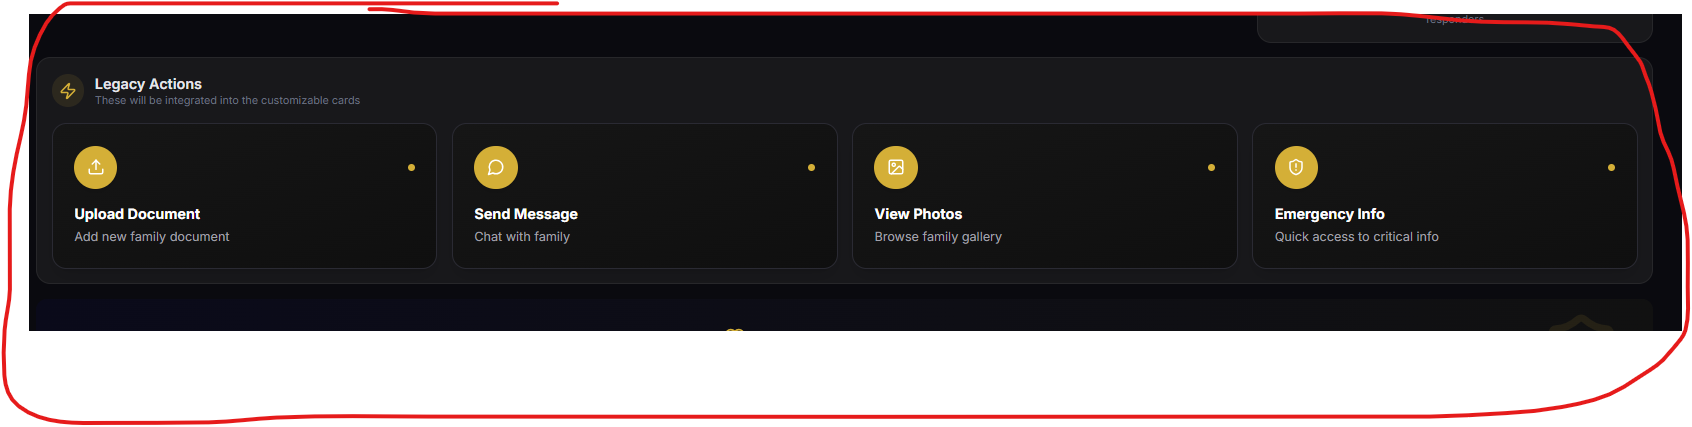 responders
Legacy Actions
These will be integrated into the customizable cards
Upload Document
Add new family document
Send Message
Chat with family
View Photos
Browse family gallery
Emergency Info
Quick access to critical info